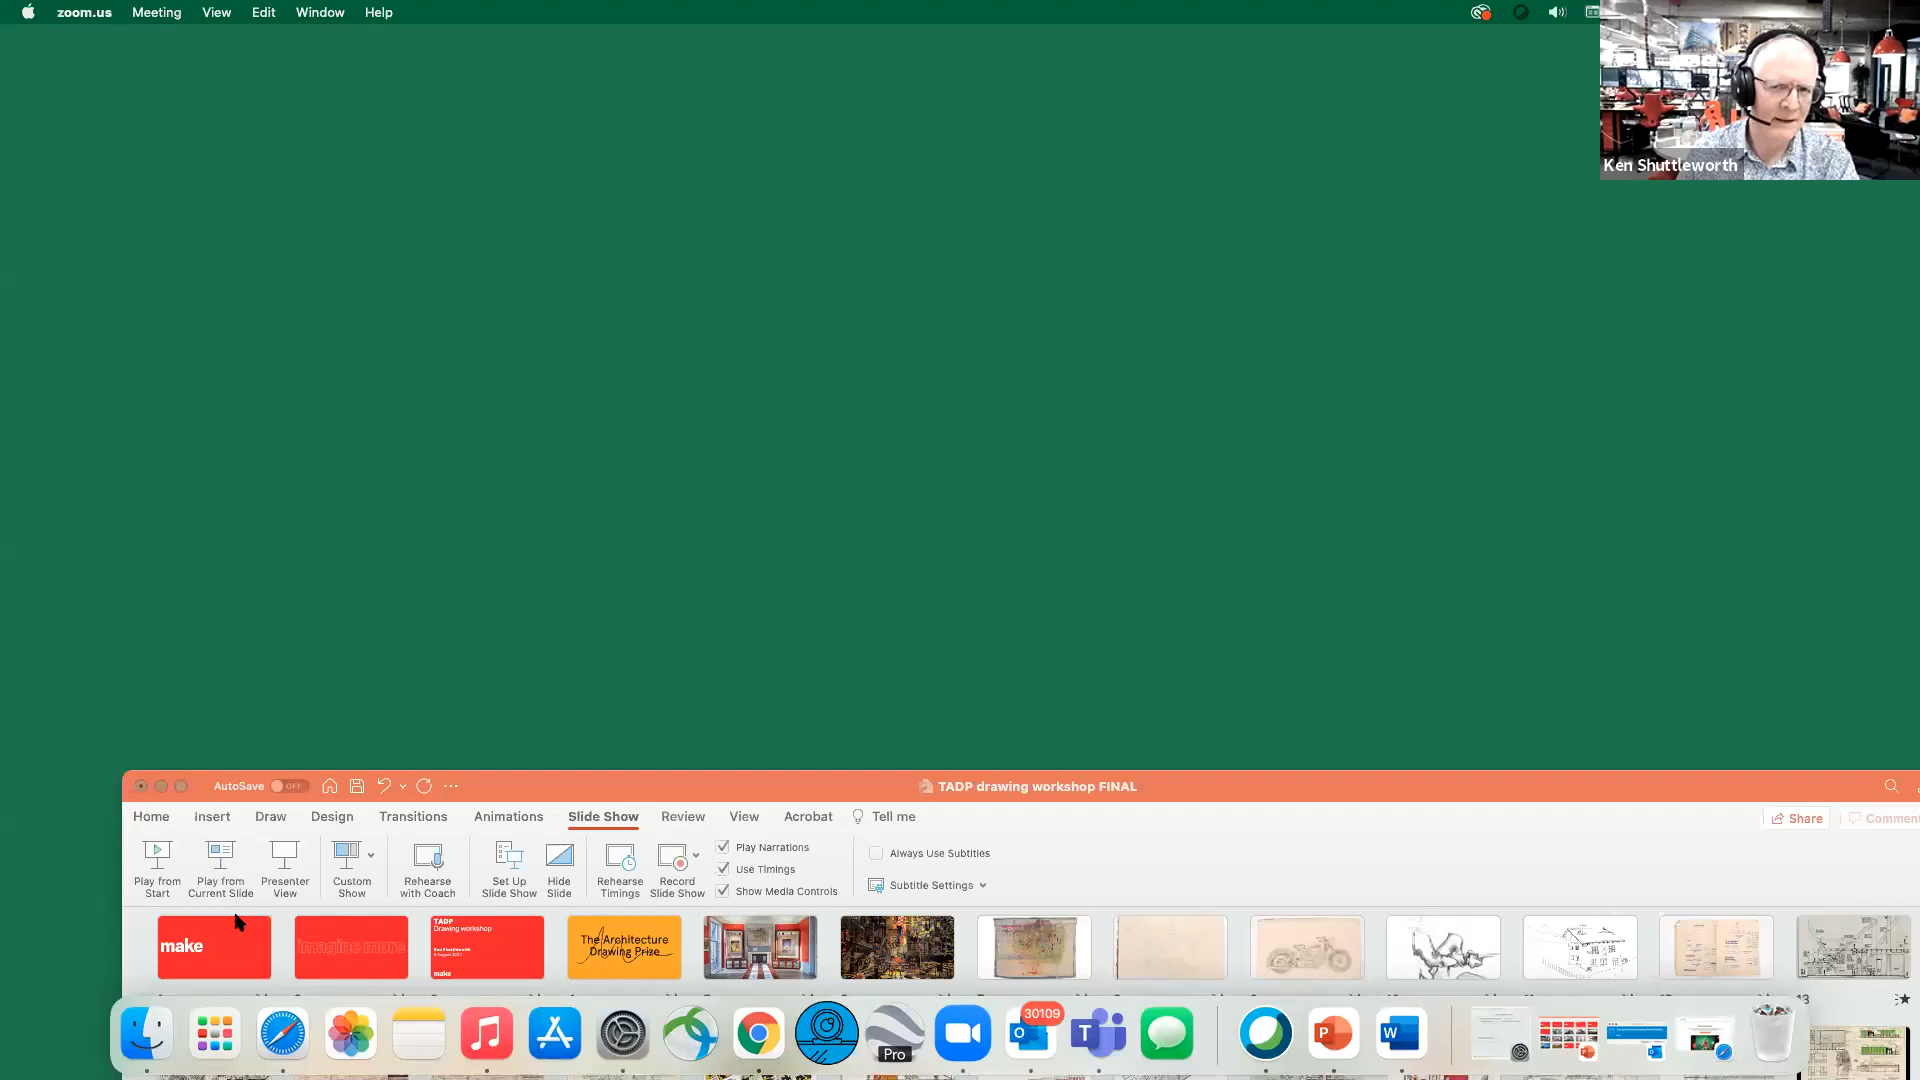 zoom.us Meeting View Edit Window Help
Ken Shuttleworth
AutoSave OFF
TADP drawing workshop FINAL
Home Insert Draw Design Transitions Animations Slide Show Review View Acrobat Tell me
Share Comment
Play from Start
Play from Current Slide
Presenter View
Custom Show
Rehearse with Coach
Set Up Slide Show
Hide Slide
Rehearse Timings
Record Slide Show
Play Narrations
Use Timings
Show Media Controls
Always Use Subtitles
Subtitle Settings
make
imagine more
TADP
Drawing workshop
Ken Shuttleworth
make
The Architecture
Drawing Prize
13
30109
Pro